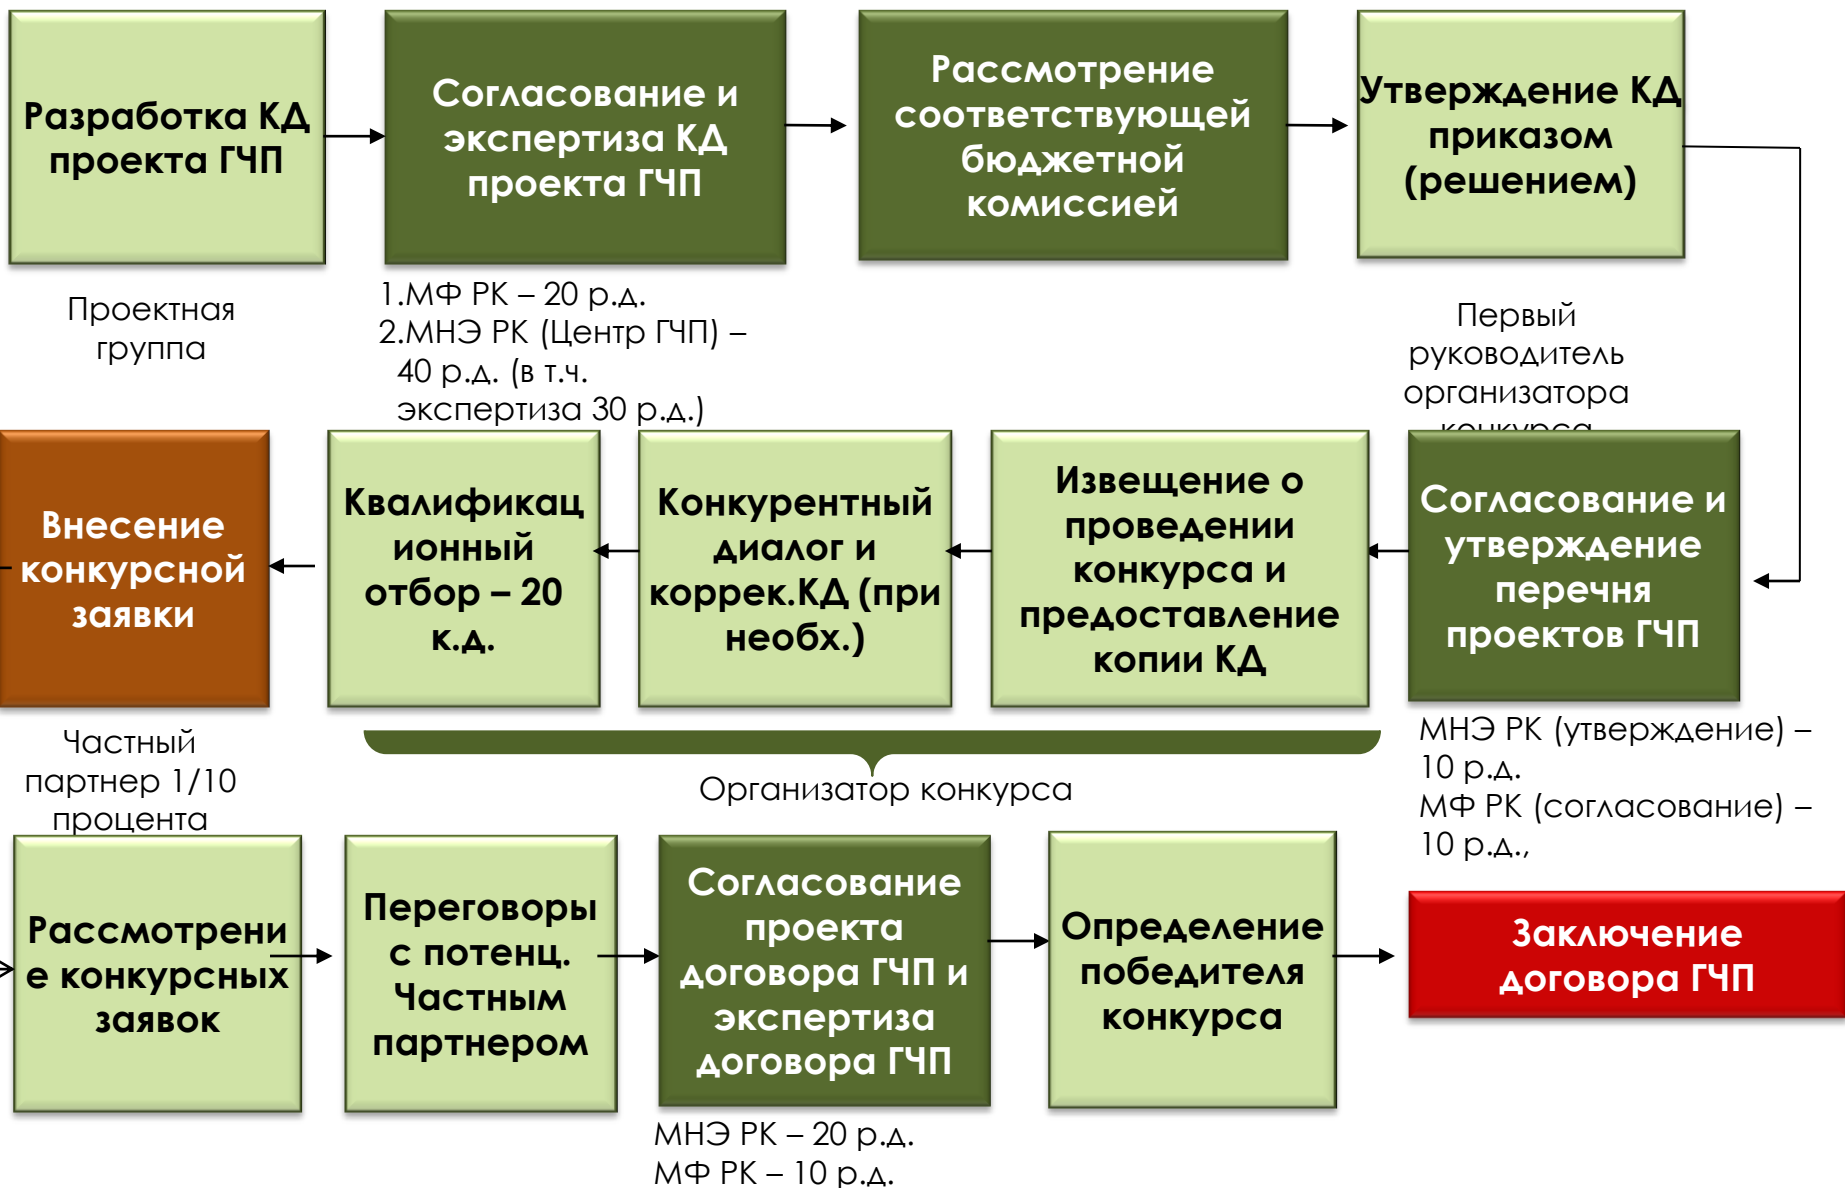 Разработка КД
проекта ГЧП
Согласование и
экспертиза КД
проекта ГЧП
Рассмотрение
соответствующей
бюджетной
комиссией
Утверждение КД
приказом
(решением)
Проектная
группа
1.МФ РК – 20 р.д.
2.МНЭ РК (Центр ГЧП) –
40 р.д. (в т.ч.
экспертиза 30 р.д.)
Первый
руководитель
организатора
конкурса
Внесение
конкурсной
заявки
Квалификац
ионный
отбор – 20
к.д.
Конкурентный
диалог и
коррек.КД (при
необх.)
Извещение о
проведении
конкурса и
предоставление
копии КД
Согласование и
утверждение
перечня
проектов ГЧП
Частный
партнер 1/10
процента
Организатор конкурса
МНЭ РК (утверждение) –
10 р.д.
МФ РК (согласование) –
10 р.д.,
Рассмотрени
е конкурсных
заявок
Переговоры
с потенц.
Частным
партнером
Согласование
проекта
договора ГЧП и
экспертиза
договора ГЧП
Определение
победителя
конкурса
Заключение
договора ГЧП
МНЭ РК – 20 р.д.
МФ РК – 10 р.д.